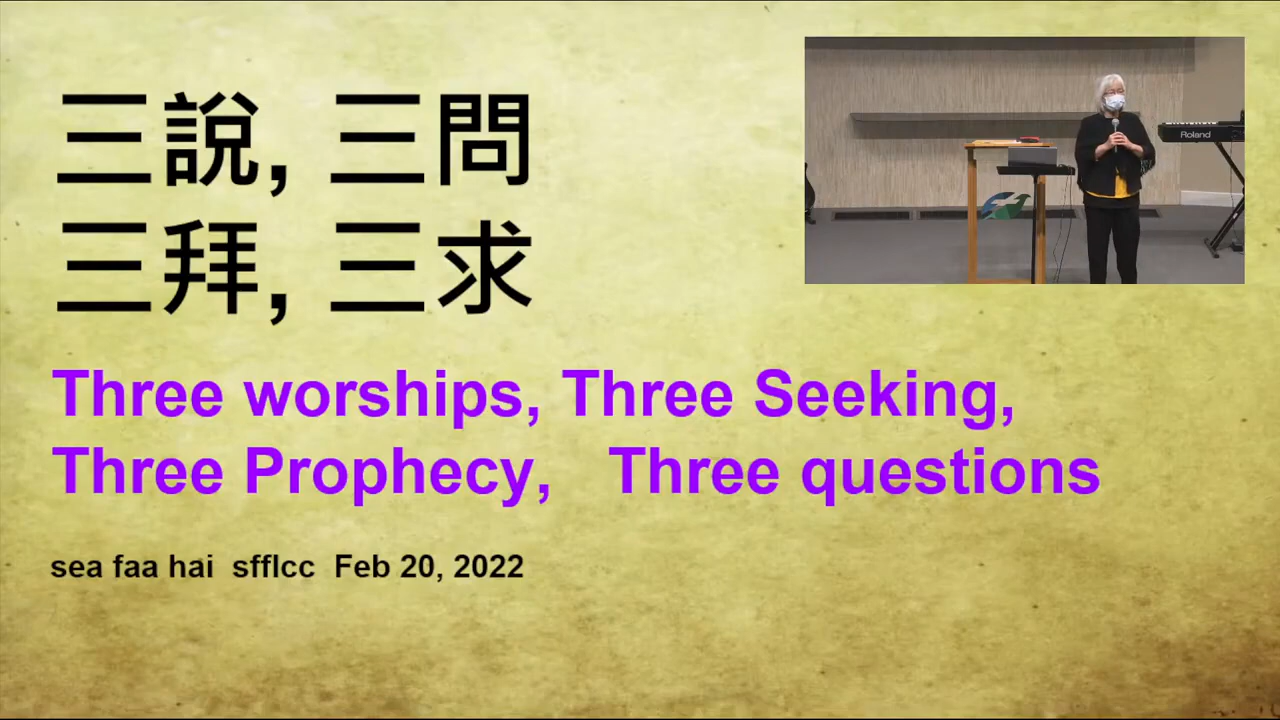 三說, 三問
三拜, 三求
Three worships, Three Seeking,
Three Prophecy, Three questions
sea faa hai sfflcc Feb 20, 2022
Roland